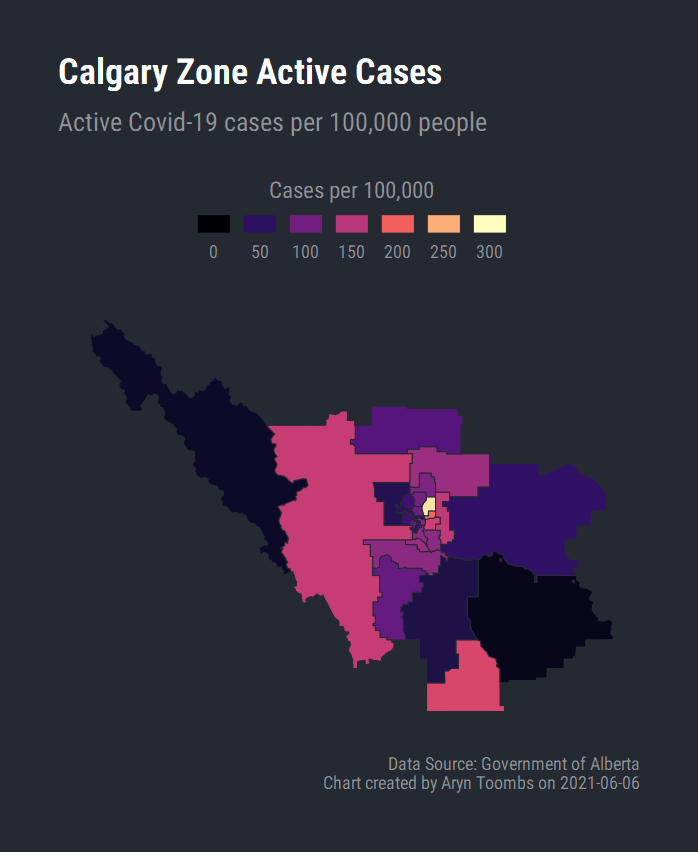 Calgary Zone Active Cases
Active Covid-19 cases per 100,000 people
Cases per 100,000
0 50 100 150 200 250 300
Data Source: Government of Alberta
Chart created by Aryn Toombs on 2021-06-06